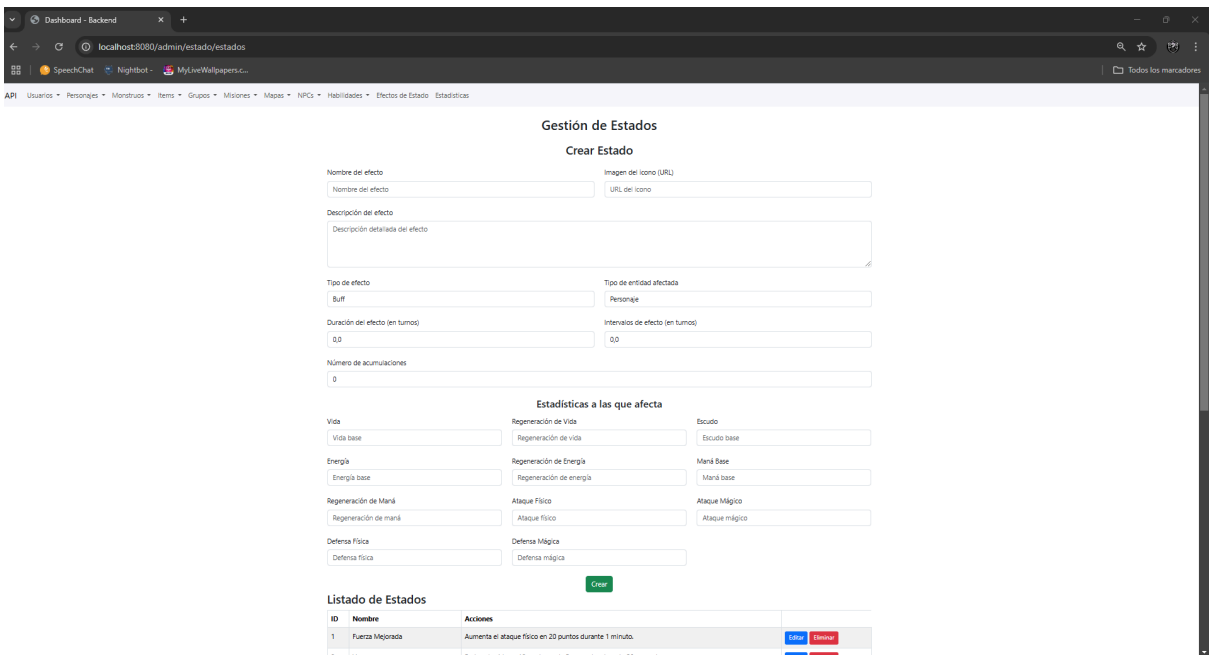 Dashboard - Backend
localhost:8080/admin/estado/estados
SpeechChat Nightbot - MyLiveWallpapers.c... Todos los marcadores
API Usuarios Personajes Monstruos Items Grupos Misiones Mapas NPCs Habilidades Efectos de Estado Estadísticas
Gestión de Estados
Crear Estado
Nombre del efecto Imagen del icono (URL)
Nombre del efecto URL del icono
Descripción del efecto
Descripción detallada del efecto
Tipo de efecto Tipo de entidad afectada
Buff Personaje
Duración del efecto (en turnos) Intervalos de efecto (en turnos)
0,0 0,0
Número de acumulaciones
0
Estadísticas a las que afecta
Vida Regeneración de Vida Escudo
Vida base Regeneración de vida Escudo base
Energía Regeneración de Energía Maná Base
Energía base Regeneración de energía Maná base
Regeneración de Maná Ataque Físico Ataque Mágico
Regeneración de maná Ataque físico Ataque mágico
Defensa Física Defensa Mágica
Defensa física Defensa mágica
Crear
Listado de Estados
ID Nombre Acciones
1 Fuerza Mejorada Aumenta el ataque físico en 20 puntos durante 1 minuto. Editar Eliminar